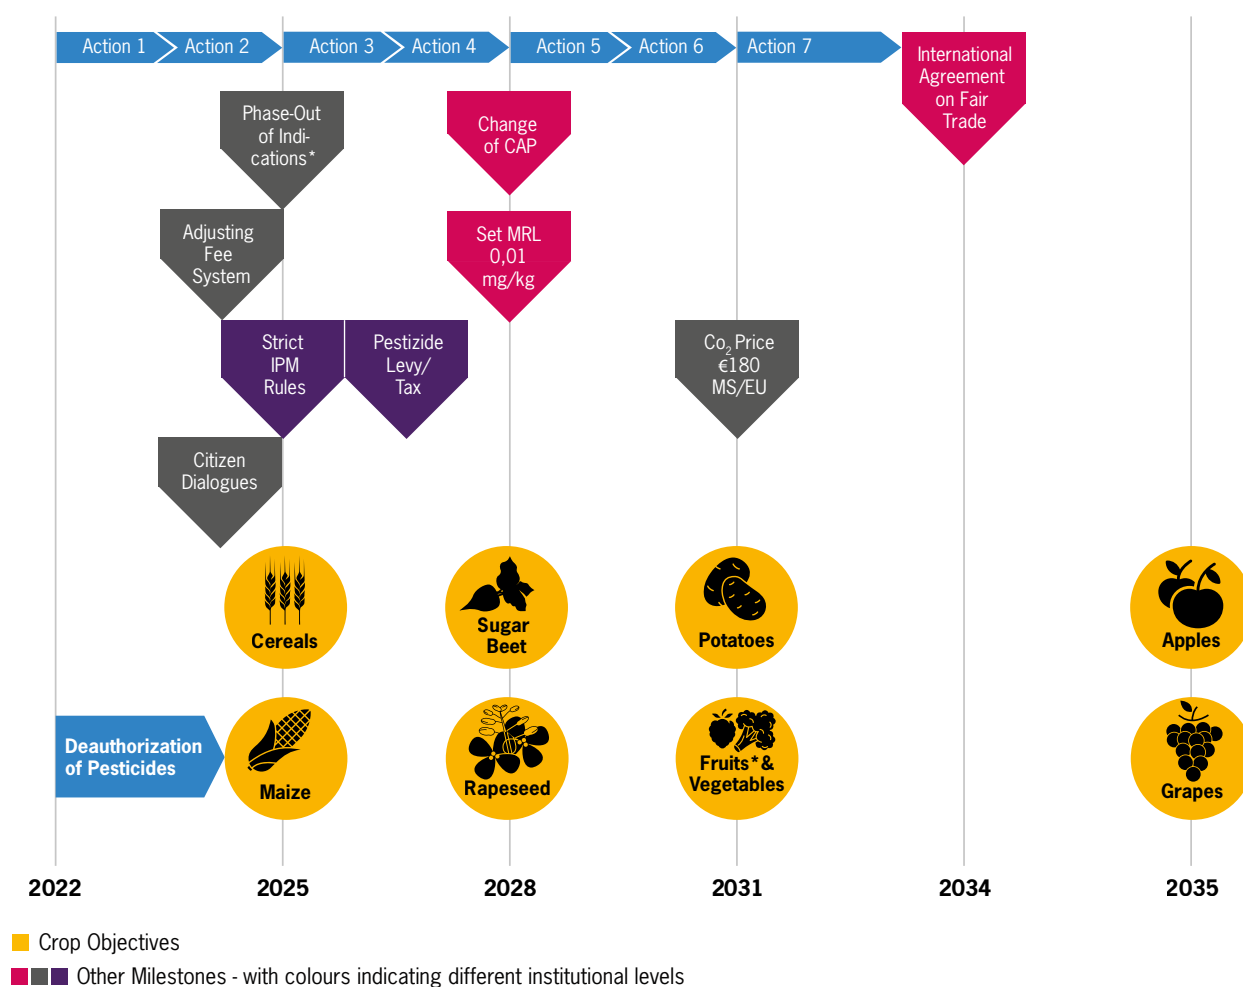 Action 1
Action 2
Action 3
Action 4
Action 5
Action 6
Action 7
International
Agreement
on Fair
Trade
Phase-Out
of Indi-
cations*
Change
of CAP
Adjusting
Fee
System
Set MRL
0,01
mg/kg
Strict
IPM
Rules
Pestizide
Levy/
Tax
Co2 Price
€180
MS/EU
Citizen
Dialogues
Cereals
Sugar
Beet
Potatoes
Apples
Deauthorization
of Pesticides
Maize
Rapeseed
Fruits*&
Vegetables
Grapes
2022
2025
2028
2031
2034
2035
Crop Objectives
Other Milestones - with colours indicating different institutional levels